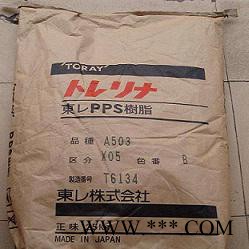 TORAY
トレリナ
東レPPS樹脂
品種 A503
区分 X05 色番 B
製造番号 T6134
東レ株式会社
正味
WWW.***.COM
MADE IN JAPAN